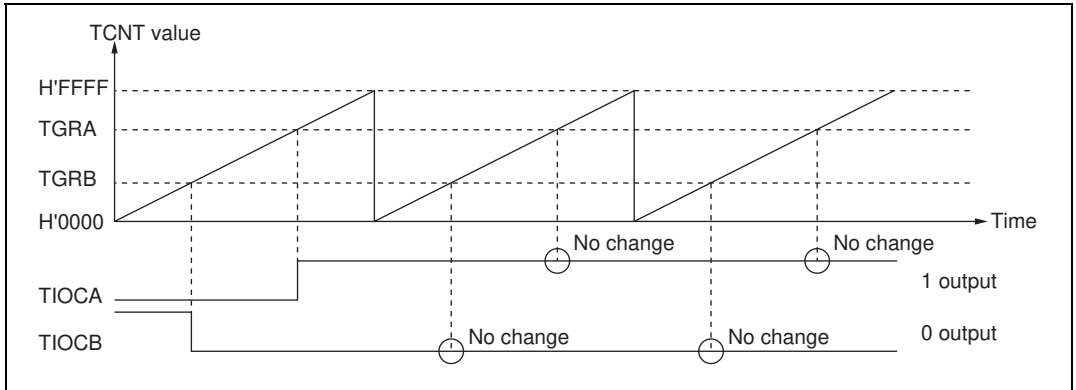 TCNT value
H'FFFF
TGRA
TGRB
H'0000
Time
No change
No change
TIOCA
1 output
No change
No change
TIOCB
0 output